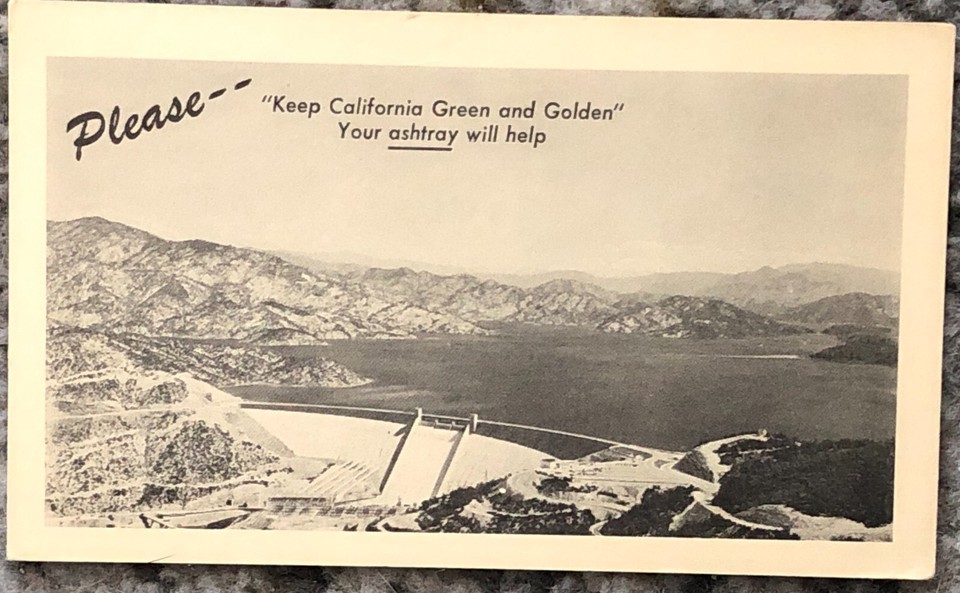 Please--
"Keep California Green and Golden"
Your ashtray will help